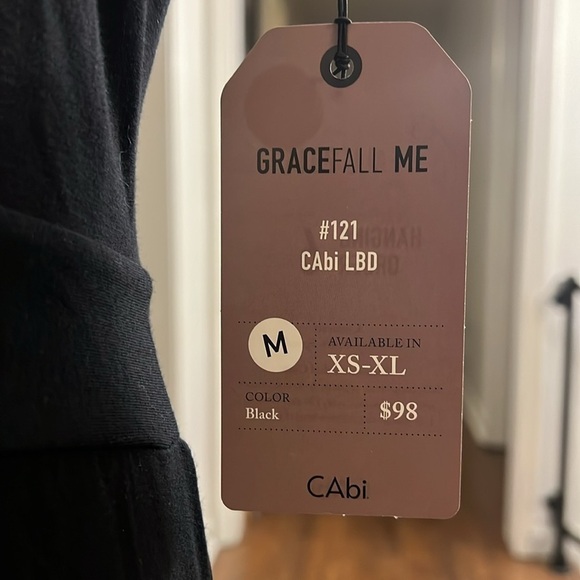 GRACEFALL ME
#121
CAbi LBD
M
AVAILABLE IN
XS-XL
COLOR
Black
$98
CAbi